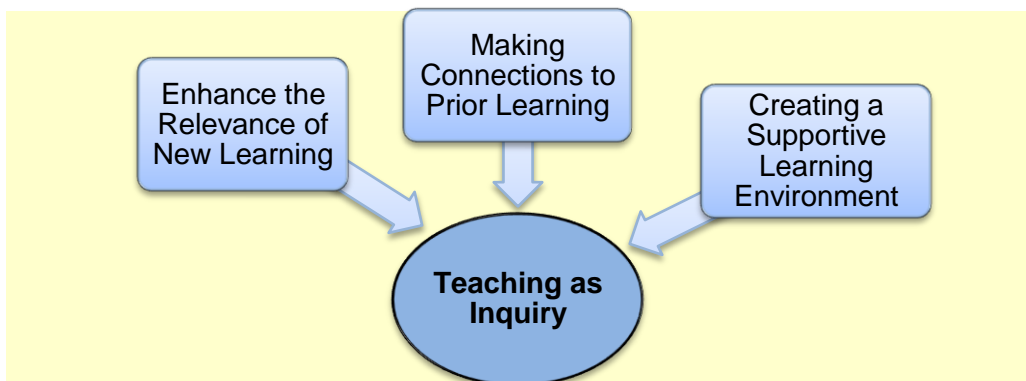 Enhance the
Relevance of
New Learning
Making
Connections to
Prior Learning
Creating a
Supportive
Learning
Environment
Teaching as
Inquiry